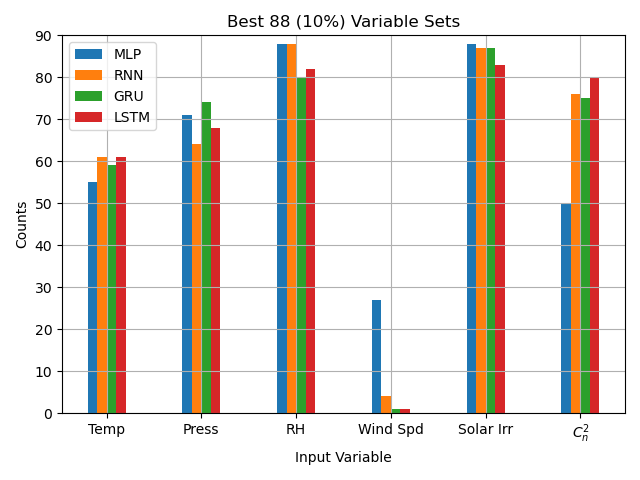 Best 88 (10%) Variable Sets
MLP
RNN
GRU
LSTM
90
80
70
60
50
40
30
20
10
0
Counts
Temp Press RH Wind Spd Solar Irr $C_n^2$
Input Variable